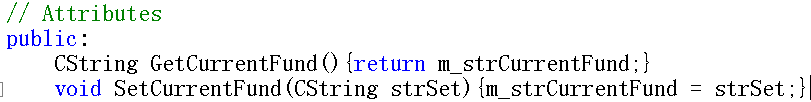 // Attributes
public:
    CString GetCurrentFund(){return m_strCurrentFund;}
    void SetCurrentFund(CString strSet){m_strCurrentFund = strSet;}